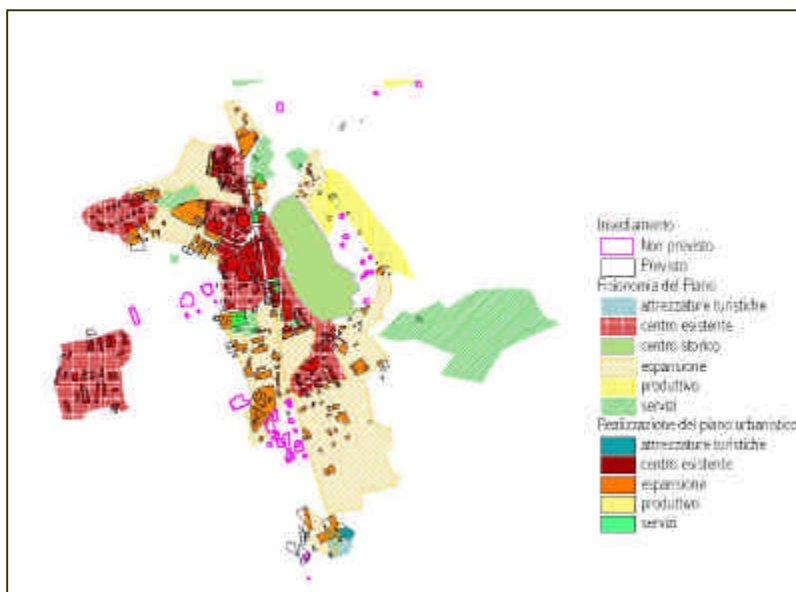 Insediamento
Non previsto
Previsto
Fisionomia del Piano
attrezzature turistiche
centro esistente
centro storico
espansione
produttivo
servizi
Realizzazione del piano urbanistico
attrezzature turistiche
centro esistente
espansione
produttivo
servizi